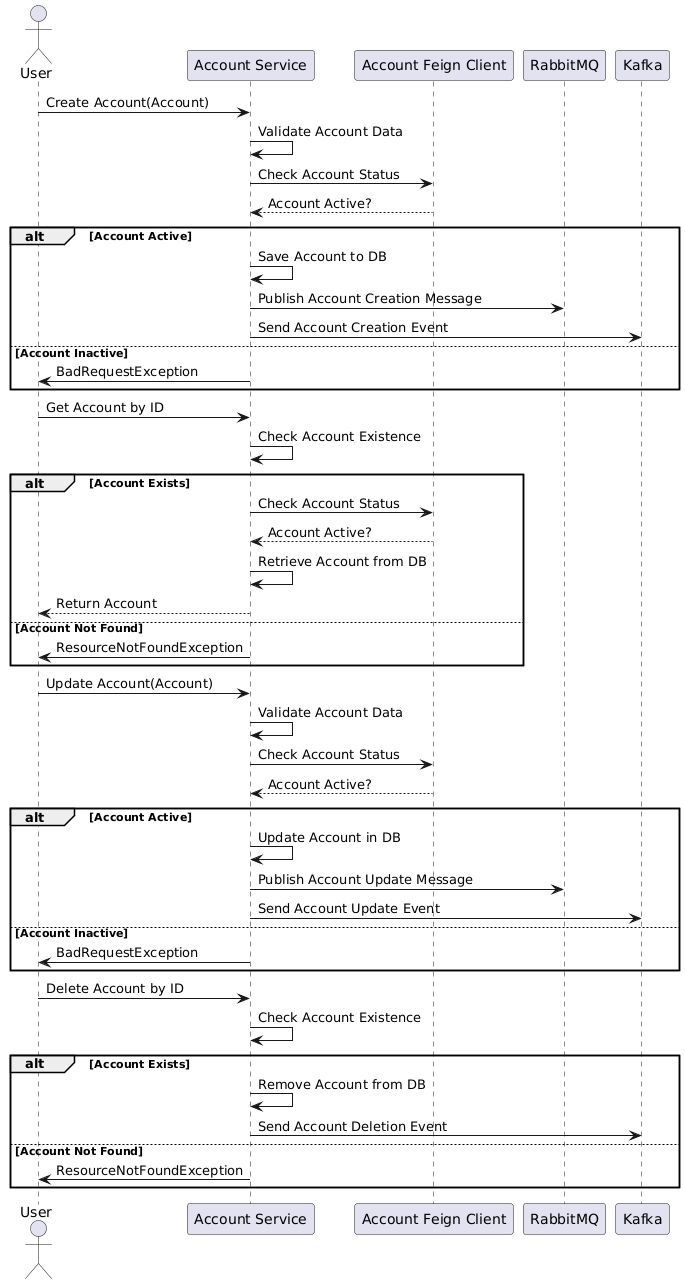 User
Account Service
Account Feign Client
RabbitMQ
Kafka
Create Account(Account)
Validate Account Data
Check Account Status
Account Active?
alt
[Account Active]
Save Account to DB
Publish Account Creation Message
Send Account Creation Event
[Account Inactive]
BadRequestException
Get Account by ID
Check Account Existence
alt
[Account Exists]
Check Account Status
Account Active?
Retrieve Account from DB
Return Account
[Account Not Found]
ResourceNotFoundException
Update Account(Account)
Validate Account Data
Check Account Status
Account Active?
alt
[Account Active]
Update Account in DB
Publish Account Update Message
Send Account Update Event
[Account Inactive]
BadRequestException
Delete Account by ID
Check Account Existence
alt
[Account Exists]
Remove Account from DB
Send Account Deletion Event
[Account Not Found]
ResourceNotFoundException
User
Account Service
Account Feign Client
RabbitMQ
Kafka